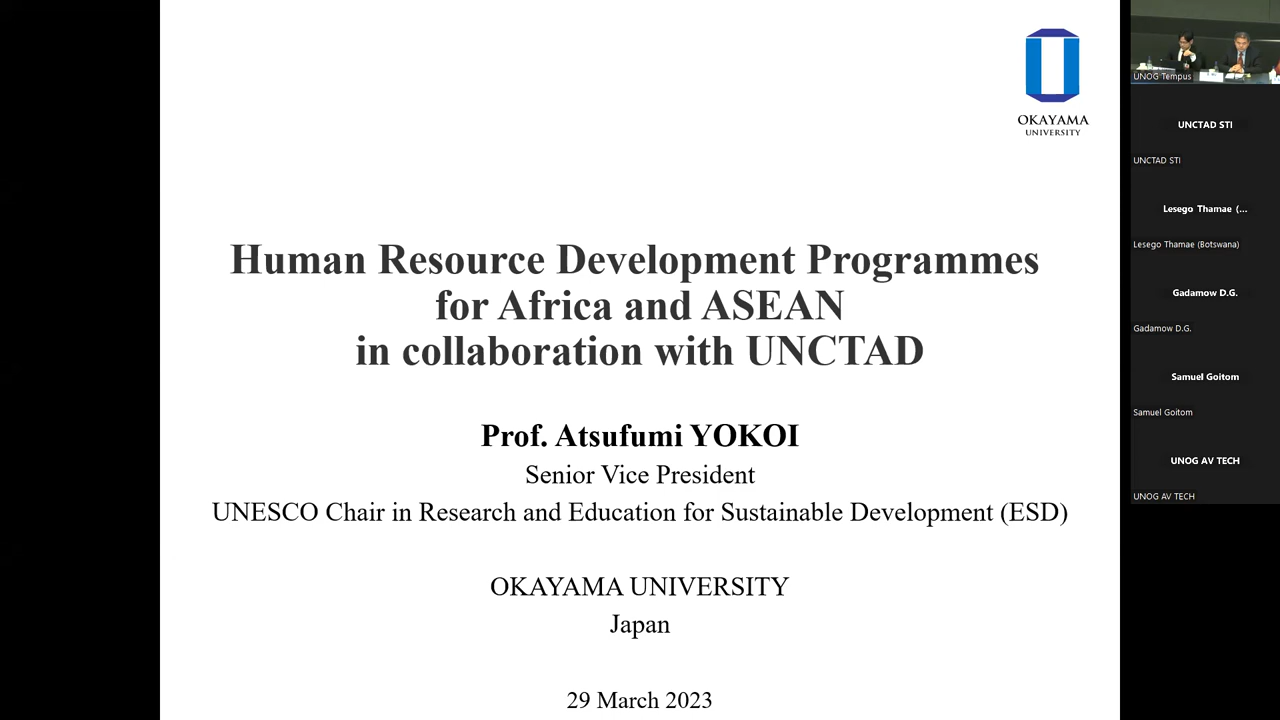 OKAYAMA
UNIVERSITY
Human Resource Development Programmes
for Africa and ASEAN
in collaboration with UNCTAD
Prof. Atsufumi YOKOI
Senior Vice President
UNESCO Chair in Research and Education for Sustainable Development (ESD)
OKAYAMA UNIVERSITY
Japan
29 March 2023
UNOG Tempus
UNCTAD STI
UNCTAD STI
Lesego Thamae (...
Lesego Thamae (Botswana)
Gadamow D.G.
Gadamow D.G.
Samuel Goitom
Samuel Goitom
UNOG AV TECH
UNOG AV TECH